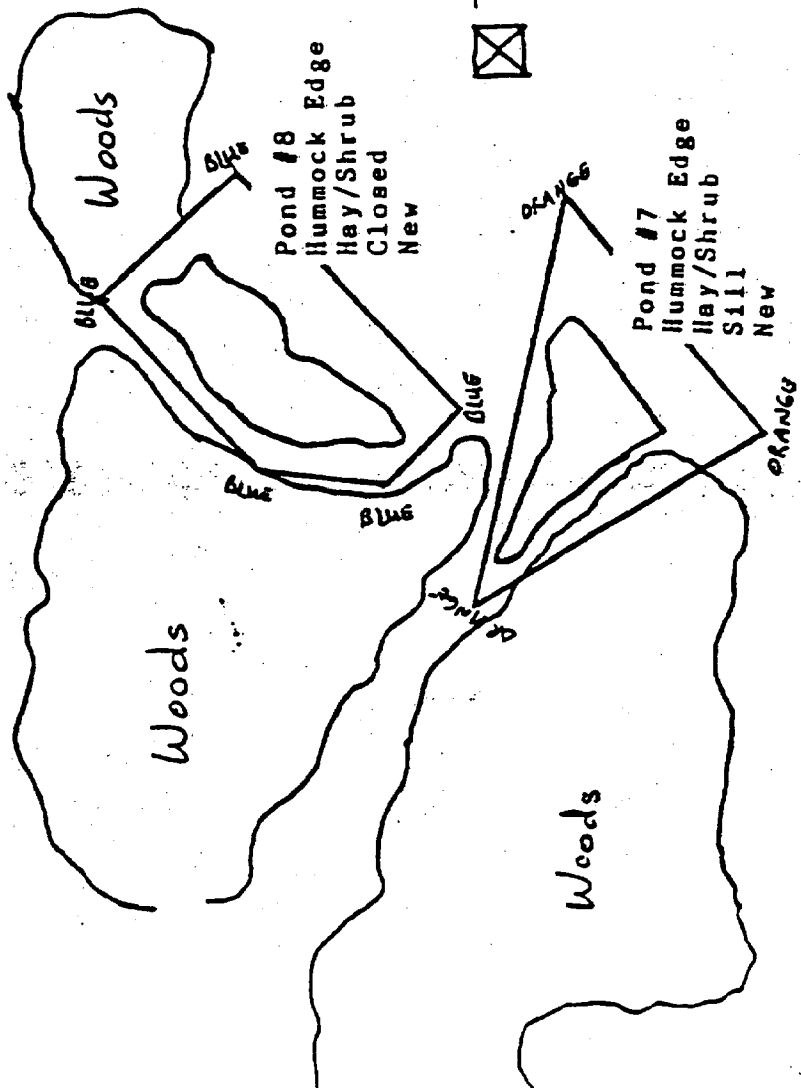 Woods
BLUE
BLUE
Pond #8
Hummock Edge
Hay/Shrub
Closed
New
Woods
BLUE
BLUE
BLUE
ORANGE
Pond #7
Hummock Edge
Hay/Shrub
Sill
New
ORANGE
ORANGE
Woods